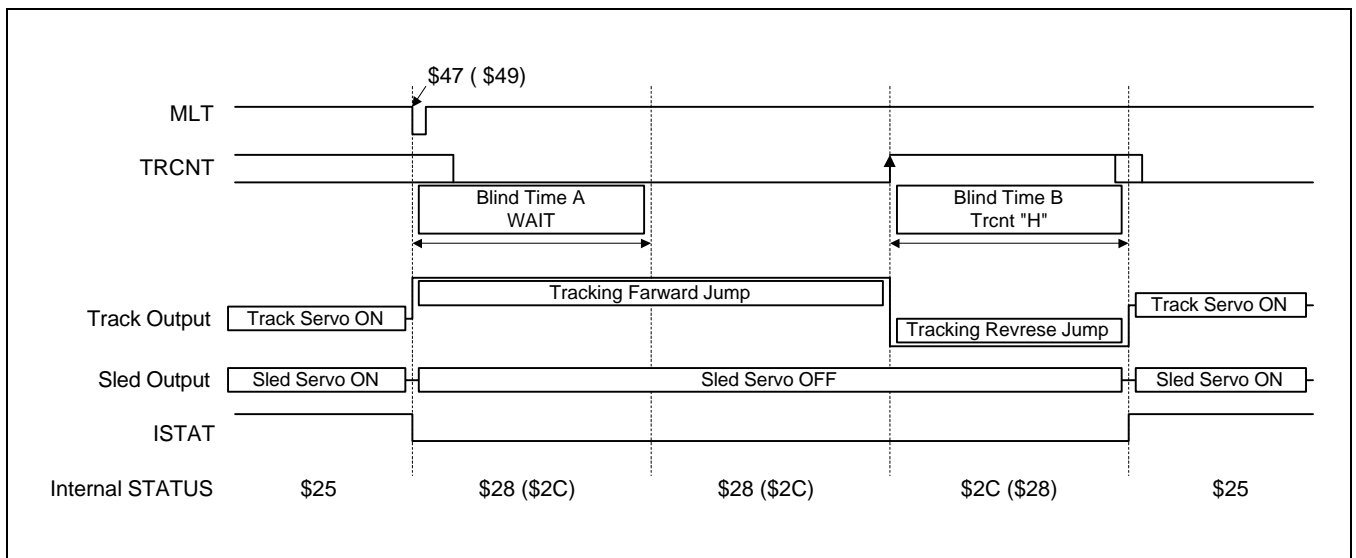 $47 ( $49)
MLT
TRCNT
Blind Time A
WAIT
Blind Time B
Trcnt "H"
Tracking Farward Jump
Track Output
Track Servo ON
Track Servo ON
Tracking Revrese Jump
Sled Output
Sled Servo ON
Sled Servo OFF
Sled Servo ON
ISTAT
Internal STATUS
$25
$28 ($2C)
$28 ($2C)
$2C ($28)
$25